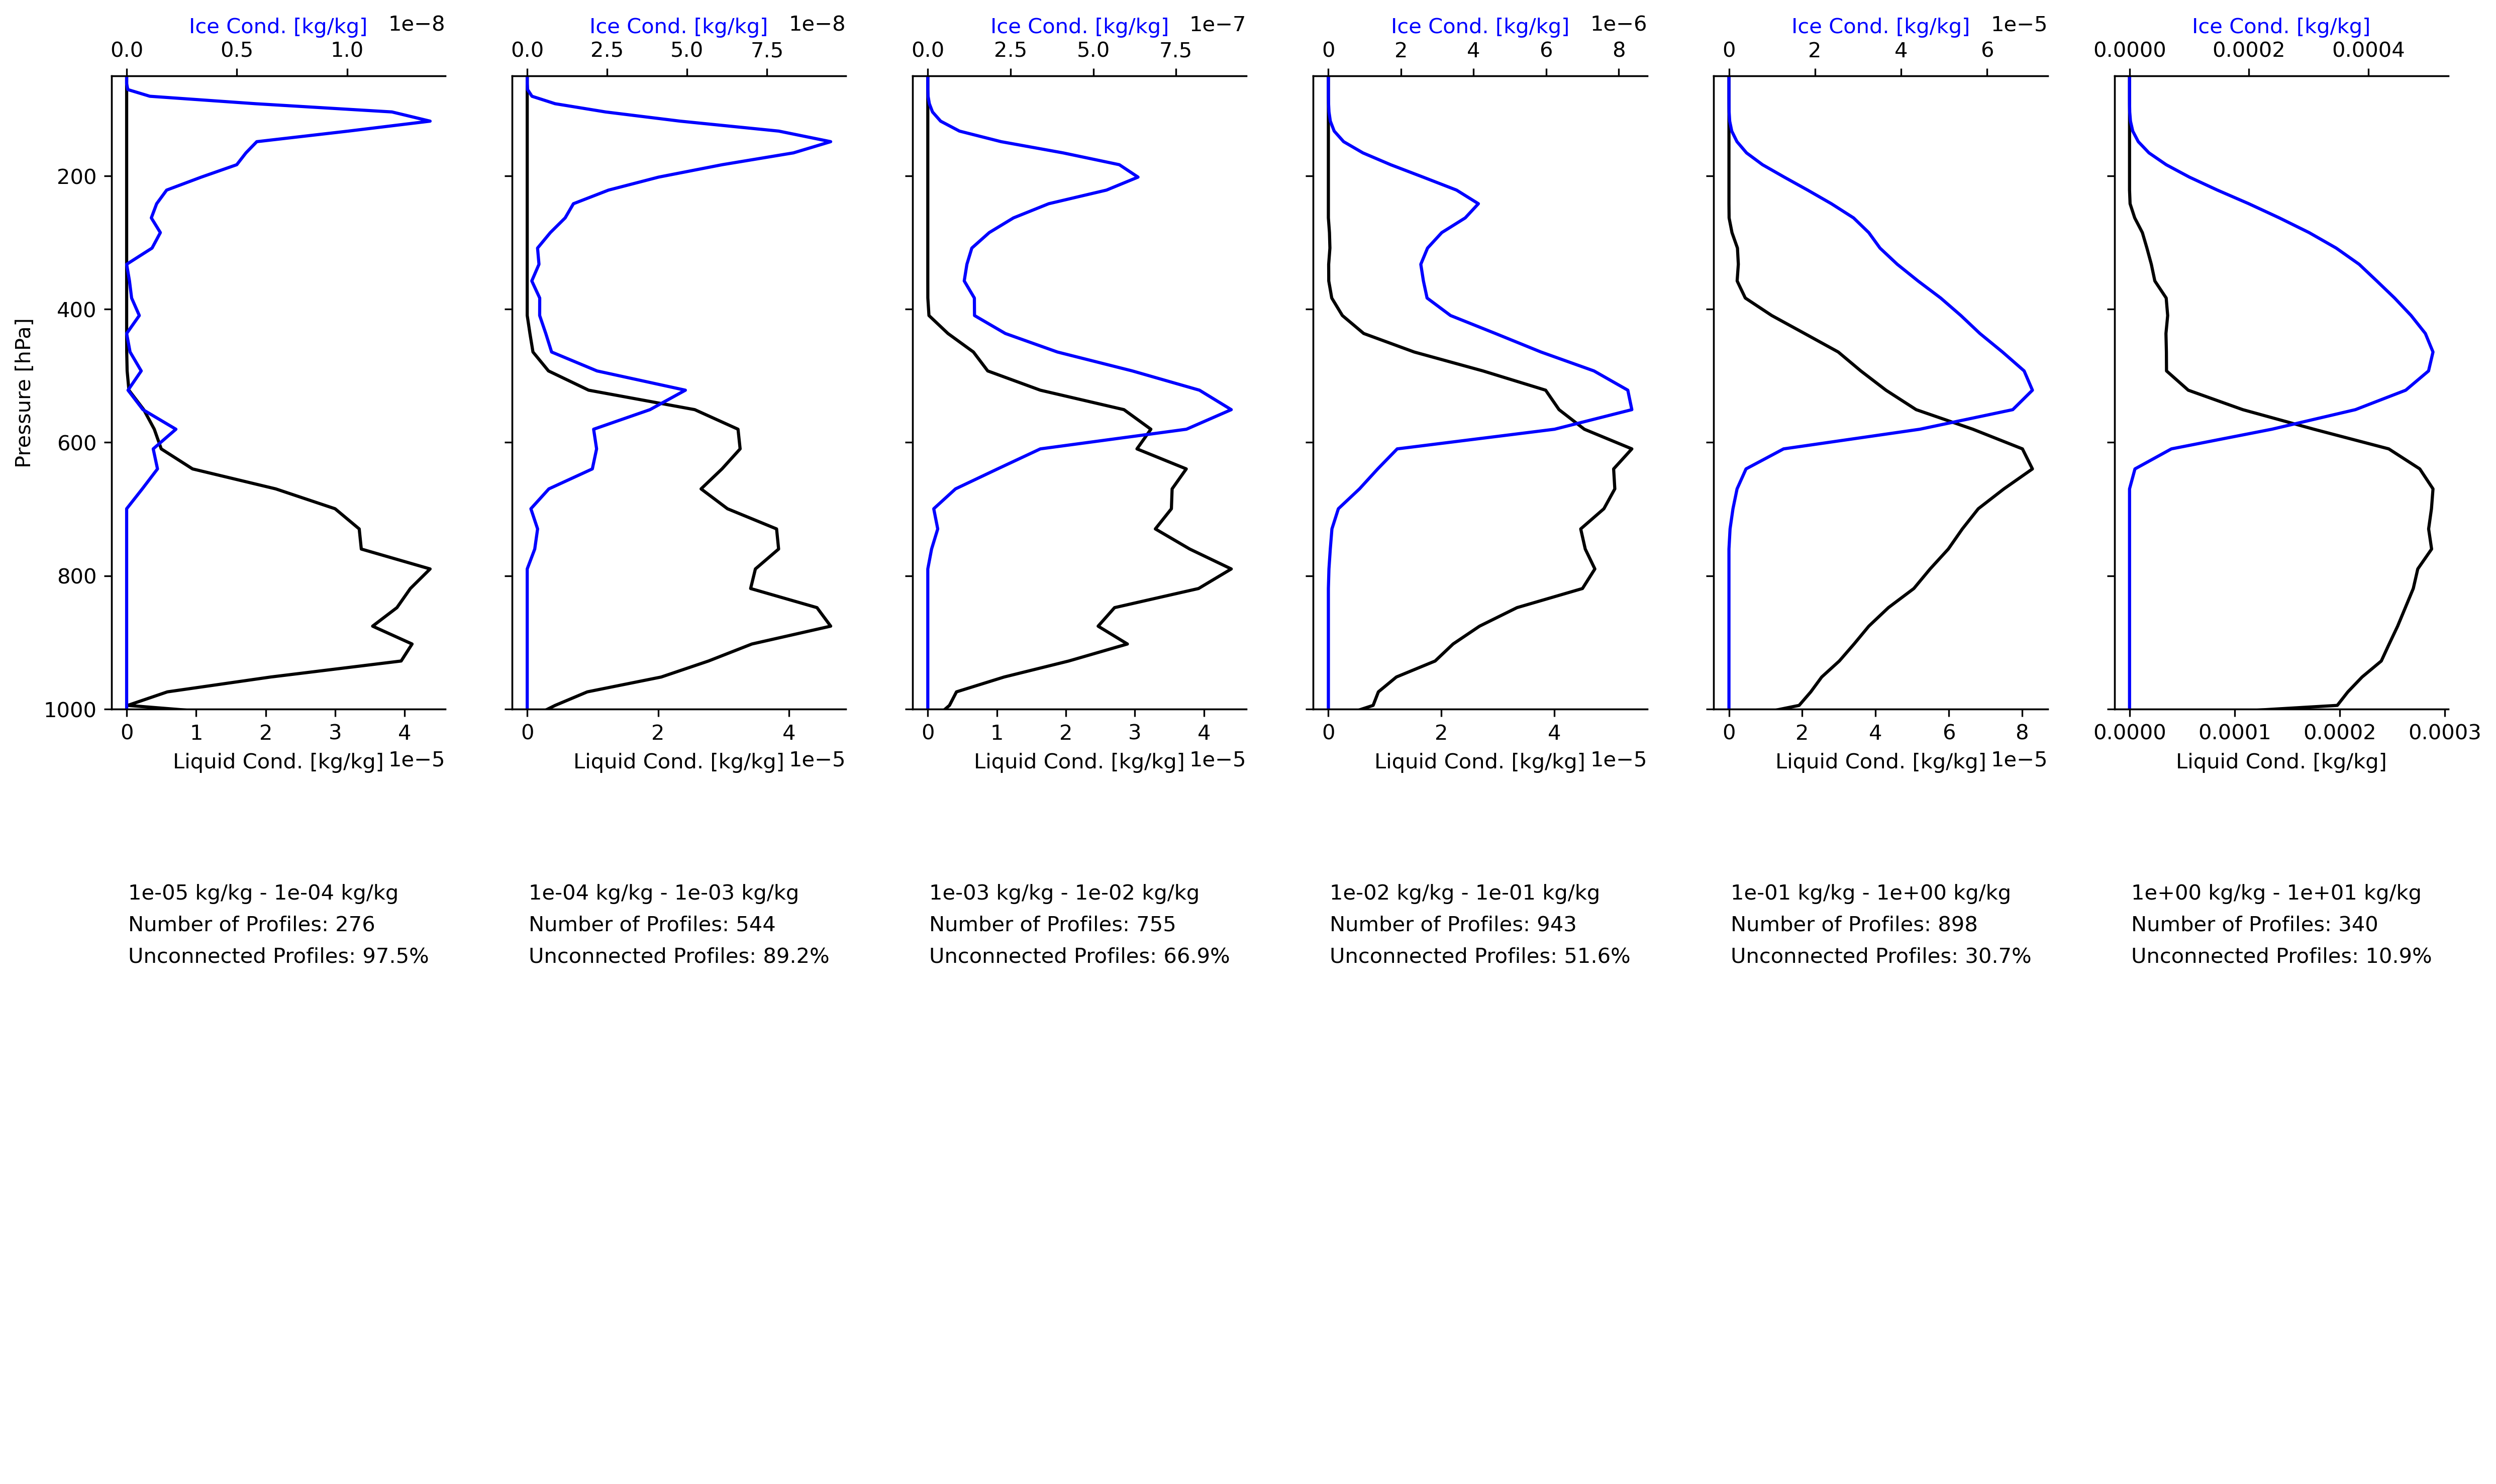 Ice Cond. [kg/kg] 1e−8
0.0 0.5 1.0
Ice Cond. [kg/kg] 1e−8
0.0 2.5 5.0 7.5
Ice Cond. [kg/kg] 1e−7
0.0 2.5 5.0 7.5
Ice Cond. [kg/kg] 1e−6
0 2 4 6 8
Ice Cond. [kg/kg] 1e−5
0 2 4 6
Ice Cond. [kg/kg]
0.0000 0.0002 0.0004
Pressure [hPa]
200
400
600
800
1000
0 1 2 3 4
Liquid Cond. [kg/kg] 1e−5
0 2 4
Liquid Cond. [kg/kg] 1e−5
0 1 2 3 4
Liquid Cond. [kg/kg] 1e−5
0 2 4
Liquid Cond. [kg/kg] 1e−5
0 2 4 6 8
Liquid Cond. [kg/kg] 1e−5
0.0000 0.0001 0.0002 0.0003
Liquid Cond. [kg/kg]
1e-05 kg/kg - 1e-04 kg/kg
Number of Profiles: 276
Unconnected Profiles: 97.5%
1e-04 kg/kg - 1e-03 kg/kg
Number of Profiles: 544
Unconnected Profiles: 89.2%
1e-03 kg/kg - 1e-02 kg/kg
Number of Profiles: 755
Unconnected Profiles: 66.9%
1e-02 kg/kg - 1e-01 kg/kg
Number of Profiles: 943
Unconnected Profiles: 51.6%
1e-01 kg/kg - 1e+00 kg/kg
Number of Profiles: 898
Unconnected Profiles: 30.7%
1e+00 kg/kg - 1e+01 kg/kg
Number of Profiles: 340
Unconnected Profiles: 10.9%